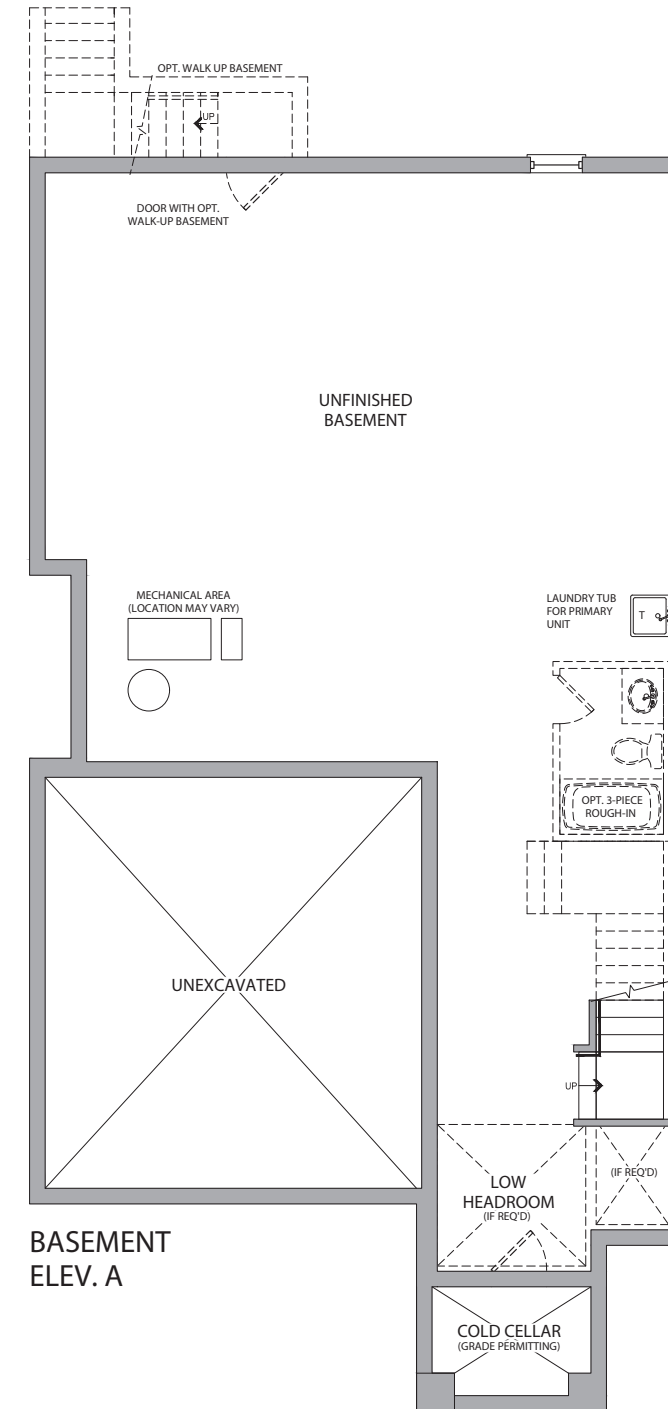 OPT. WALK UP BASEMENT
UP
DOOR WITH OPT.
WALK-UP BASEMENT
UNFINISHED
BASEMENT
MECHANICAL AREA
(LOCATION MAY VARY)
LAUNDRY TUB
FOR PRIMARY
UNIT
T
OPT. 3-PIECE
ROUGH-IN
UNEXCAVATED
UP
LOW
HEADROOM
(IF REQ'D)
(IF REQ'D)
BASEMENT
ELEV. A
COLD CELLAR
(GRADE PERMITTING)